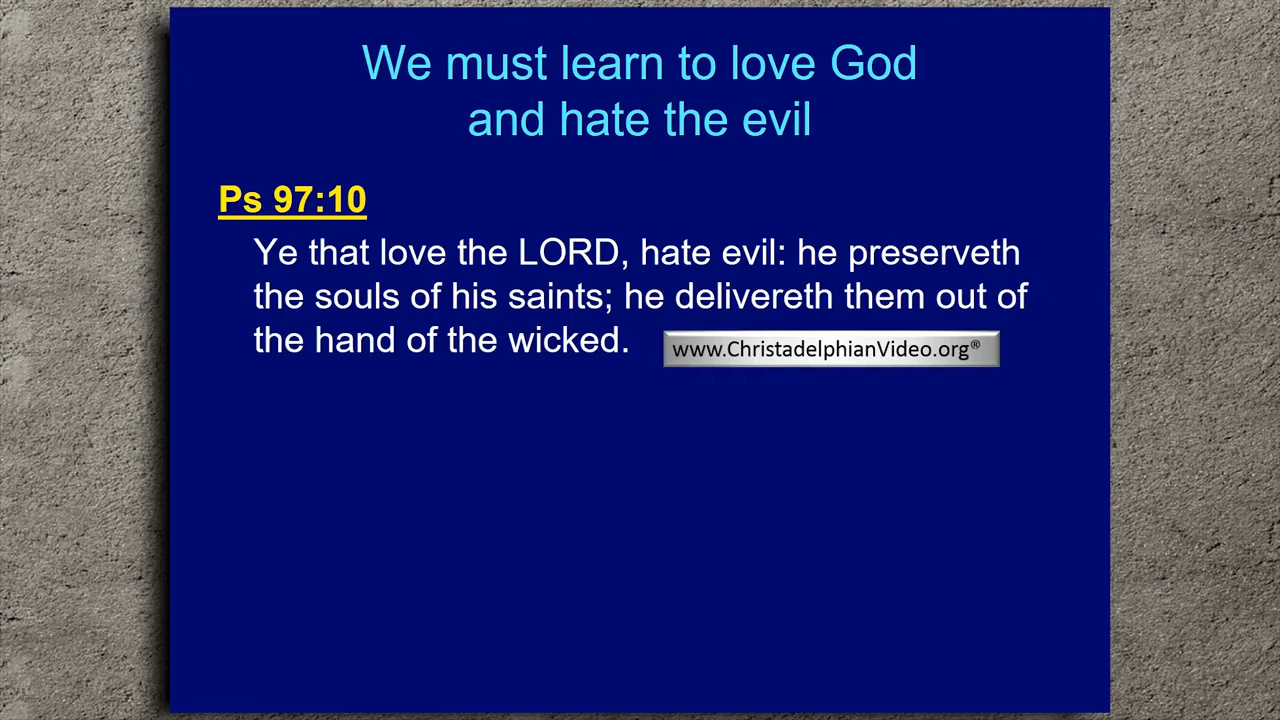 We must learn to love God
and hate the evil
Ps 97:10
Ye that love the LORD, hate evil: he preserveth
the souls of his saints; he delivereth them out of
the hand of the wicked.
www.ChristadelphianVideo.org®